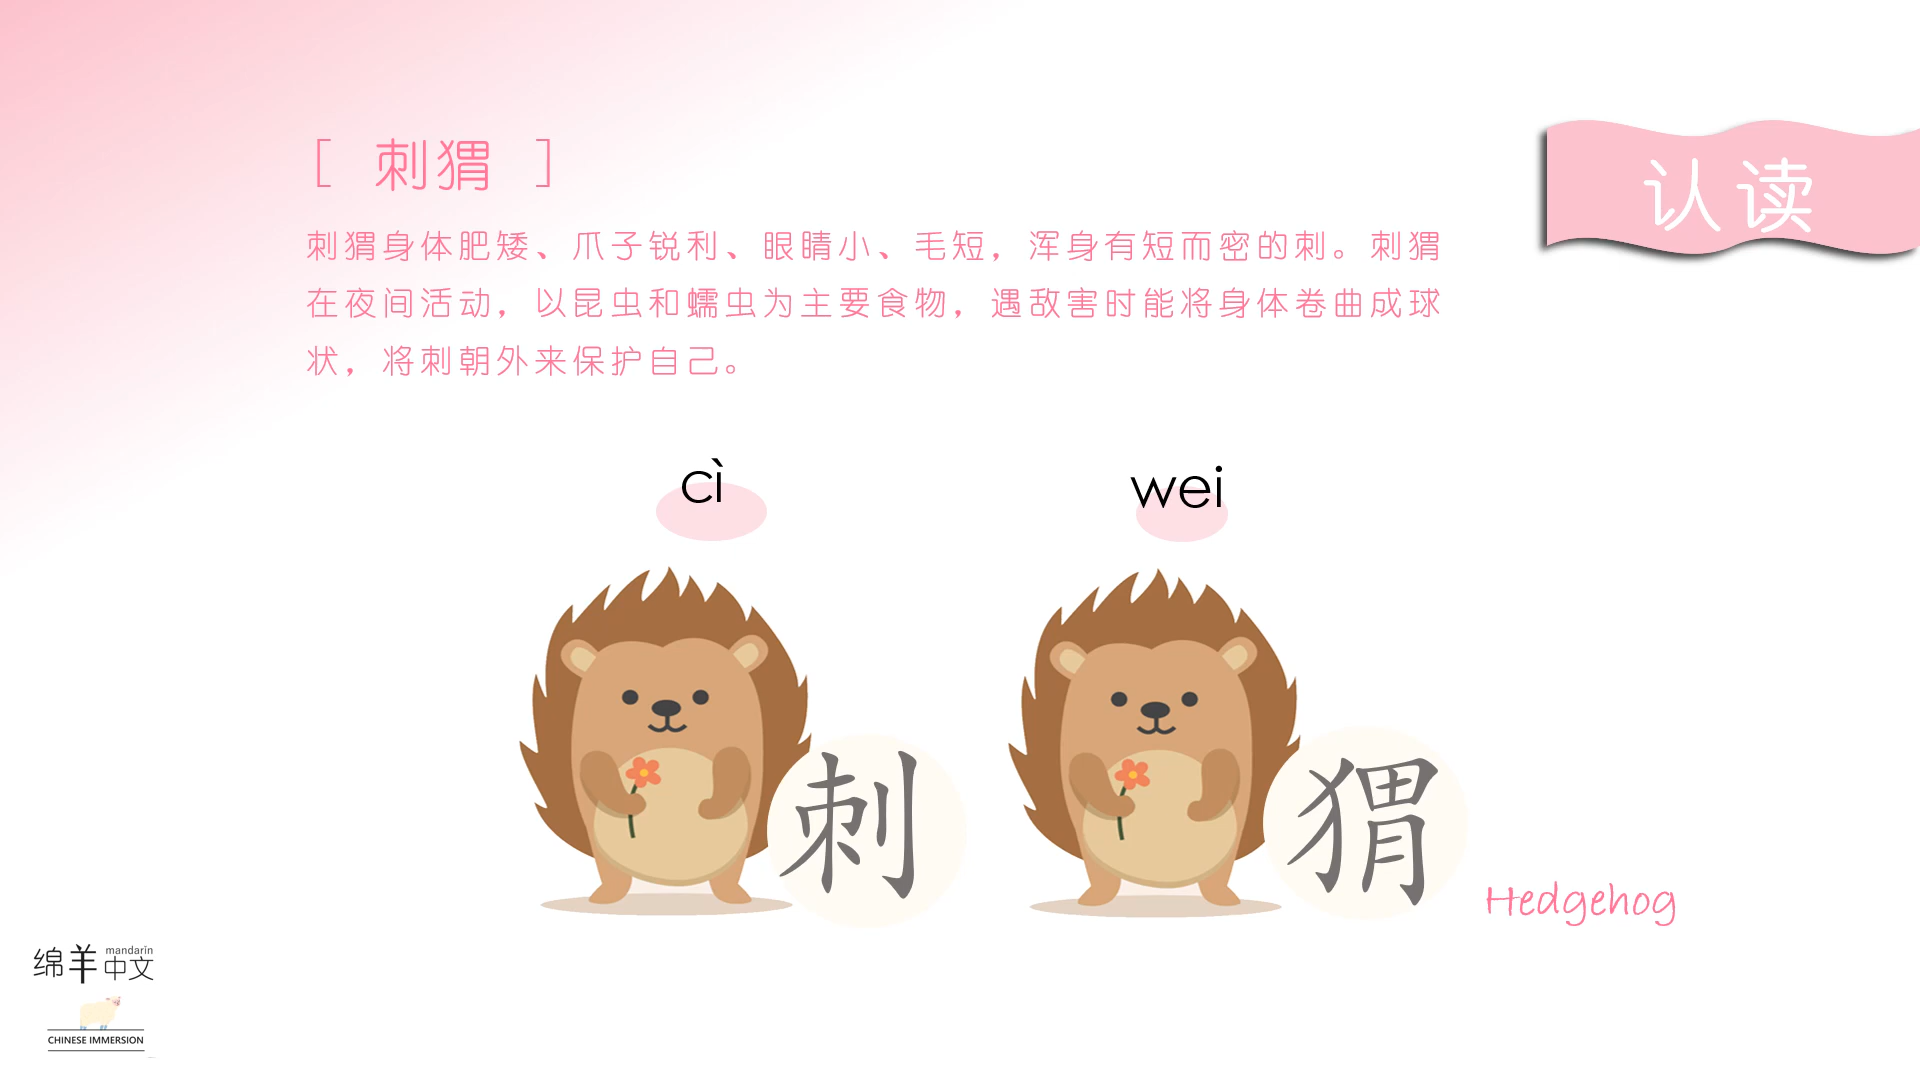 [ 刺猬 ]
认读
刺猬身体肥矮、爪子锐利、眼睛小、毛短，浑身有短而密的刺。刺猬
在夜间活动，以昆虫和蠕虫为主要食物，遇敌害时能将身体卷曲成球
状，将刺朝外来保护自己。
cì
wei
刺
猬
Hedgehog
绵羊中文
mandarin
CHINESE IMMERSION